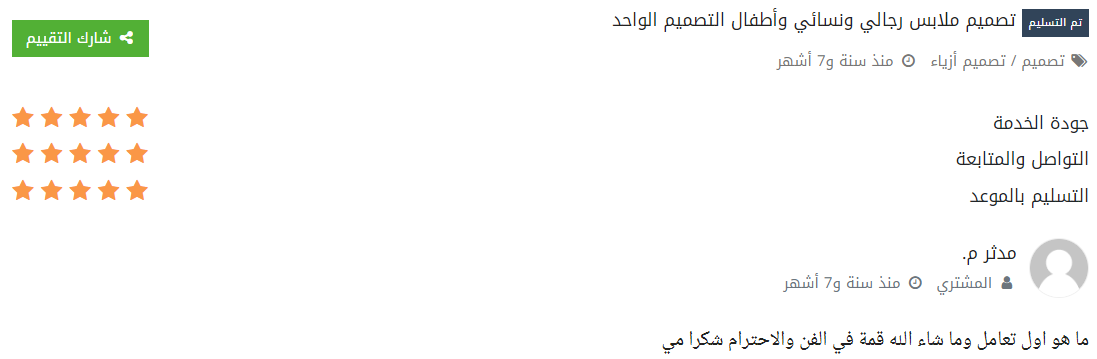 تم التسليم تصميم ملابس رجالي ونسائي وأطفال التصميم الواحد
شارك التقييم
تصميم / تصميم أزياء منذ سنة و7 أشهر
جودة الخدمة
التواصل والمتابعة
التسليم بالموعد
مدثر م.
المشتري منذ سنة و7 أشهر
ما هو اول تعامل وما شاء الله قمة في الفن والاحترام شكرا مي